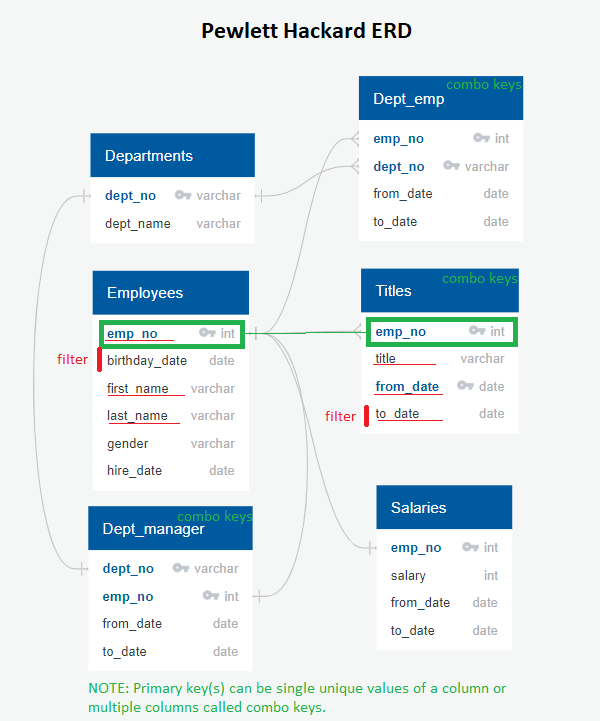 Pewlett Hackard ERD
combo keys
Dept_emp
emp_no int
dept_no varchar
from_date date
to_date date
Departments
dept_no varchar
dept_name varchar
Employees
emp_no int
filter
birthday_date date
first_name varchar
last_name varchar
gender varchar
hire_date date
combo keys
Titles
emp_no int
title varchar
from_date date
filter
to_date date
Salaries
emp_no int
salary int
from_date date
to_date date
combo keys
Dept_manager
dept_no varchar
emp_no int
from_date date
to_date date
NOTE: Primary key(s) can be single unique values of a column or
multiple columns called combo keys.